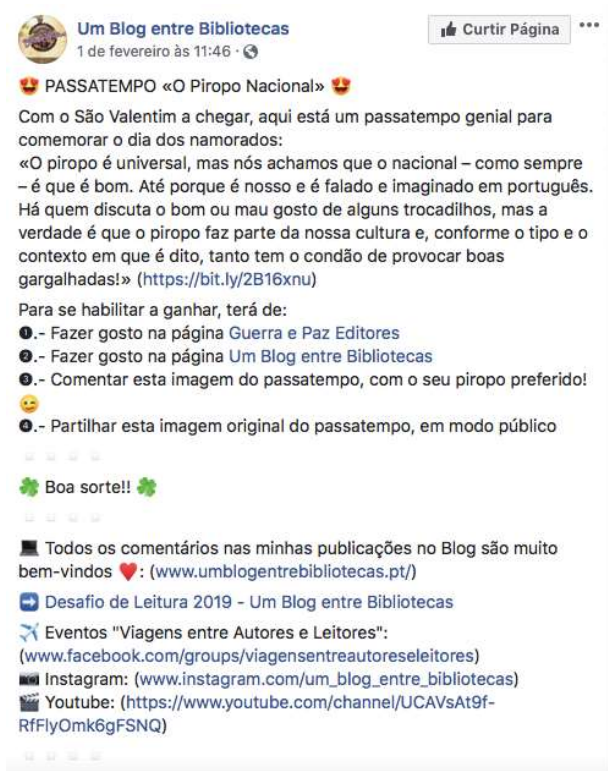 Um Blog entre Bibliotecas
Curtir Página
1 de fevereiro às 11:46 ·
😍 PASSATEMPO «O Piropo Nacional» 😍
Com o São Valentim a chegar, aqui está um passatempo genial para
comemorar o dia dos namorados:
«O piropo é universal, mas nós achamos que o nacional – como sempre
– é que é bom. Até porque é nosso e é falado e imaginado em português.
Há quem discuta o bom ou mau gosto de alguns trocadilhos, mas a
verdade é que o piropo faz parte da nossa cultura e, conforme o tipo e o
contexto em que é dito, tanto tem o condão de provocar boas
gargalhadas!» (https://bit.ly/2B16xnu)
Para se habilitar a ganhar, terá de:
❶.- Fazer gosto na página Guerra e Paz Editores
❷.- Fazer gosto na página Um Blog entre Bibliotecas
❸.- Comentar esta imagem do passatempo, com o seu piropo preferido!
😉
❹.- Partilhar esta imagem original do passatempo, em modo público
🍀 Boa sorte!! 🍀
💻 Todos os comentários nas minhas publicações no Blog são muito
bem-vindos ♥: (www.umblogentrebibliotecas.pt/)
➡ Desafio de Leitura 2019 - Um Blog entre Bibliotecas
✈ Eventos "Viagens entre Autores e Leitores":
(www.facebook.com/groups/viagensentreautoreseleitores)
📷 Instagram: (www.instagram.com/um_blog_entre_bibliotecas)
🎬 Youtube: (https://www.youtube.com/channel/UCAVsAt9f-
RfFlyOmk6gFSNQ)